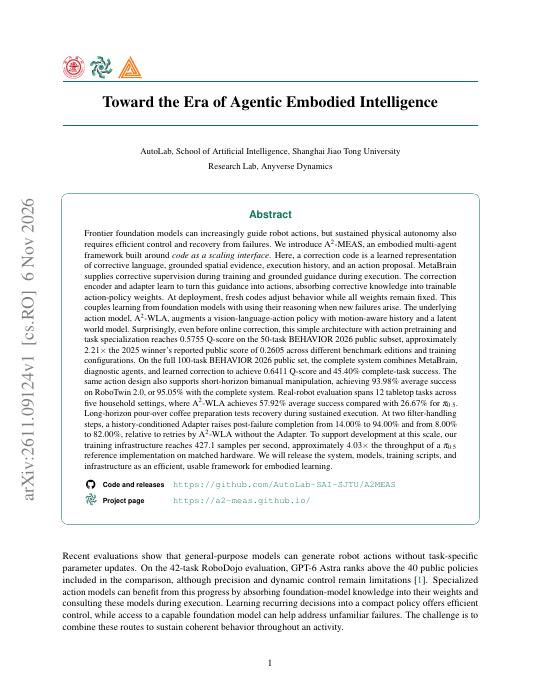 Toward the Era of Agentic Embodied Intelligence
AutoLab, School of Artificial Intelligence, Shanghai Jiao Tong University
Research Lab, Anyverse Dynamics
arXiv:2611.09124v1 [cs.RO] 6 Nov 2026
Abstract
Frontier foundation models can increasingly guide robot actions, but sustained physical autonomy also
requires efficient control and recovery from failures. We introduce A²-MEAS, an embodied multi-agent
framework built around code as a scaling interface. Here, a correction code is a learned representation
of corrective language, grounded spatial evidence, execution history, and an action proposal. MetaBrain
supplies corrective supervision during training and grounded guidance during execution. The correction
encoder and adapter learn to turn this guidance into actions, absorbing corrective knowledge into trainable
action-policy weights. At deployment, fresh codes adjust behavior while all weights remain fixed. This
couples learning from foundation models with using their reasoning when new failures arise. The underlying
action model, A²-WLA, augments a vision-language-action policy with motion-aware history and a latent
world model. Surprisingly, even before online correction, this simple architecture with action pretraining and
task specialization reaches 0.5755 Q-score on the 50-task BEHAVIOR 2026 public subset, approximately
2.21× the 2025 winner's reported public score of 0.2605 across different benchmark editions and training
configurations. On the full 100-task BEHAVIOR 2026 public set, the complete system combines MetaBrain,
diagnostic agents, and learned correction to achieve 0.6411 Q-score and 45.40% complete-task success. The
same action design also supports short-horizon bimanual manipulation, achieving 93.98% average success
on RoboTwin 2.0, or 95.05% with the complete system. Real-robot evaluation spans 12 tabletop tasks across
five household settings, where A²-WLA achieves 57.92% average success compared with 26.67% for π₀.₅.
Long-horizon pour-over coffee preparation tests recovery during sustained execution. At two filter-handling
steps, a history-conditioned Adapter raises post-failure completion from 14.00% to 94.00% and from 8.00%
to 82.00%, relative to retries by A²-WLA without the Adapter. To support development at this scale, our
training infrastructure reaches 427.1 samples per second, approximately 4.03× the throughput of a π₀.₅
reference implementation on matched hardware. We will release the system, models, training scripts, and
infrastructure as an efficient, usable framework for embodied learning.
Code and releases https://github.com/AutoLab-SAI-SJTU/A2MEAS
Project page https://a2-meas.github.io/
Recent evaluations show that general-purpose models can generate robot actions without task-specific
parameter updates. On the 42-task RoboDojo evaluation, GPT-6 Astra ranks above the 40 public policies
included in the comparison, although precision and dynamic control remain limitations [1]. Specialized
action models can benefit from this progress by absorbing foundation-model knowledge into their weights and
consulting these models during execution. Learning recurring decisions into a compact policy offers efficient
control, while access to a capable foundation model can help address unfamiliar failures. The challenge is to
combine these routes to sustain coherent behavior throughout an activity.
1